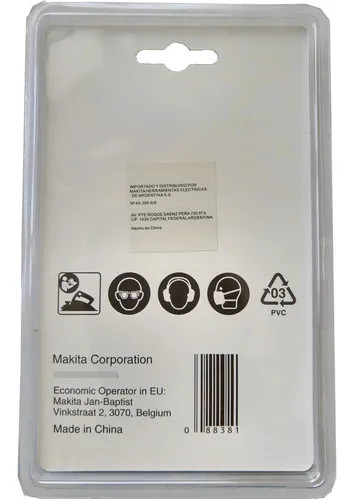 IMPORTADO Y DISTRIBUIDO POR
MAKITA HERRAMIENTAS ELECTRICAS
DE ARGENTINA S.A.
AV. PTE ROQUE SAENZ PEÑA
CP: 1035 CAPITAL FEDERAL ARGENTINA
Hecho en China
03
PVC
Makita Corporation
Economic Operator in EU:
Makita Jan-Baptist
Vinkstraat 2, 3070, Belgium
Made in China
0 88381